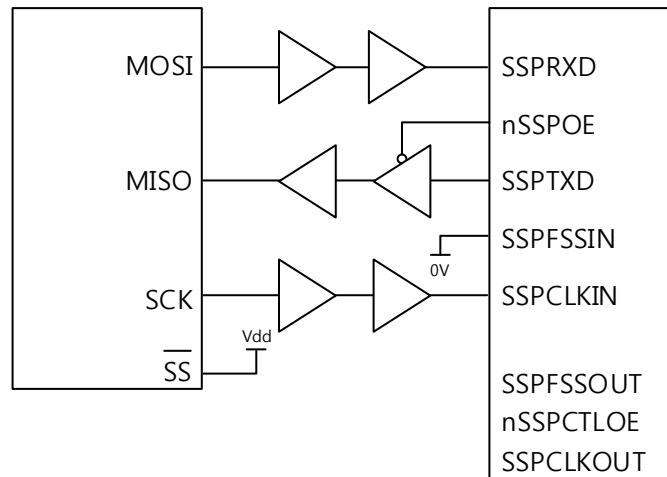 MOSI
SSPRXD
nSSPOE
MISO
SSPTXD
SSPFSSIN
0V
SCK
SSPCLKIN
Vdd
SS
SSPFSSOUT
nSSPCTLOE
SSPCLKOUT